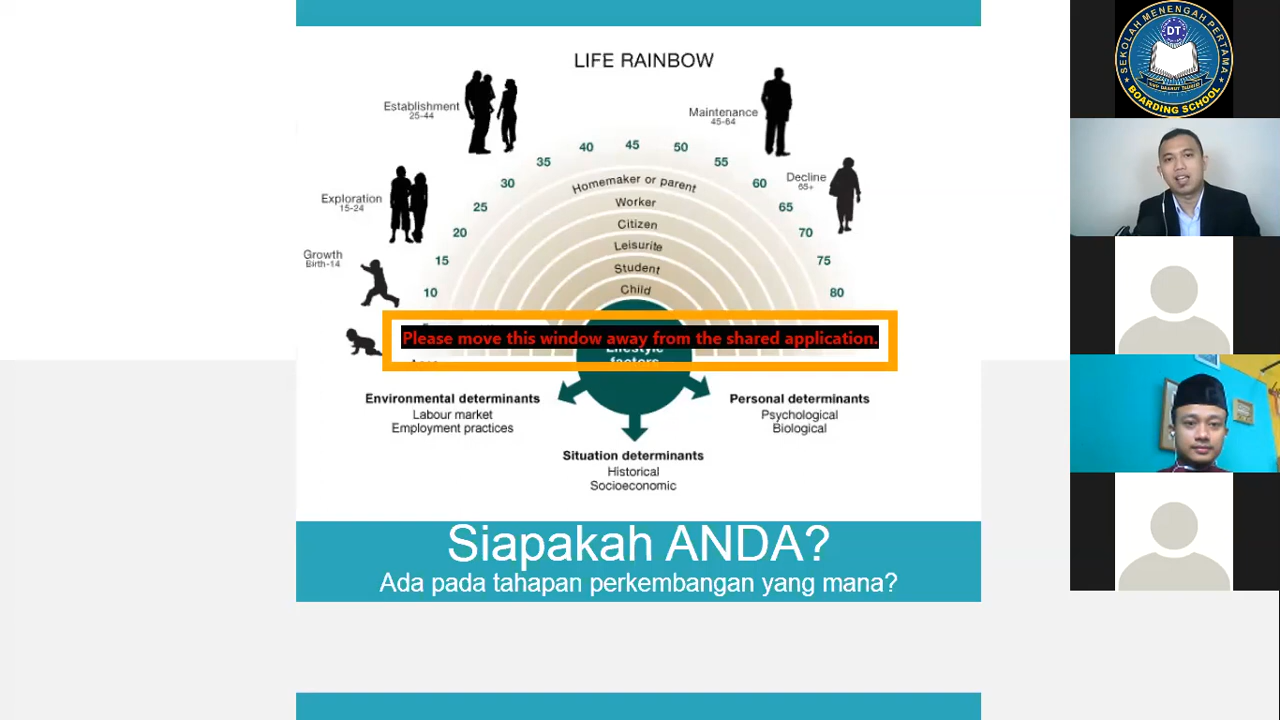 LIFE RAINBOW
Establishment
25-44
Maintenance
45-64
Exploration
15-24
Decline
65+
Growth
Birth-14
10
15
20
25
30
35
40
45
50
55
60
65
70
75
80
Homemaker or parent
Worker
Citizen
Leisurite
Student
Child
Please move this window away from the shared application.
Lifestyle
factors
Environmental determinants
Labour market
Employment practices
Personal determinants
Psychological
Biological
Situation determinants
Historical
Socioeconomic
Siapakah ANDA?
Ada pada tahapan perkembangan yang mana?
SEKOLAH MENENGAH PERTAMA
DT
BOARDING SCHOOL